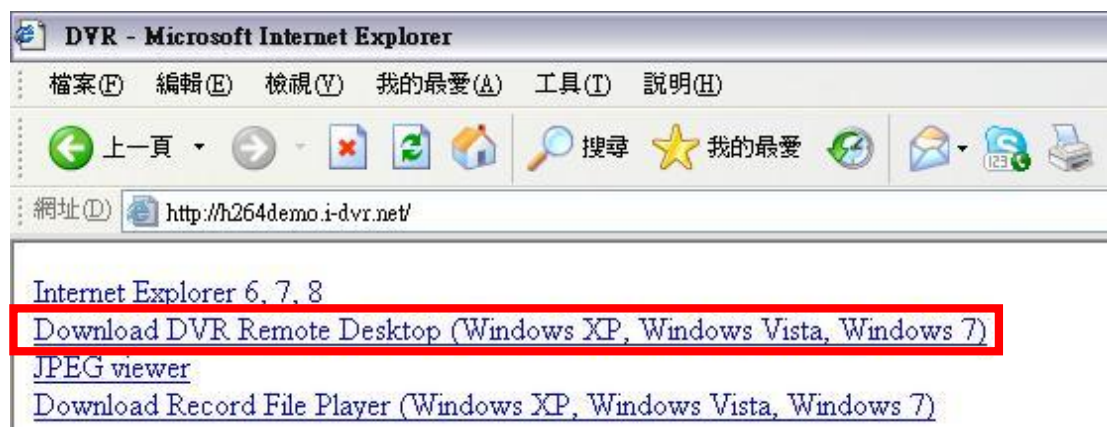 DVR - Microsoft Internet Explorer
檔案(F) 編輯(E) 檢視(V) 我的最愛(A) 工具(T) 説明(H)
上一頁 搜尋 我的最愛 123
網址(D) http://h264demo.i-dvr.net/
Internet Explorer 6, 7, 8
Download DVR Remote Desktop (Windows XP, Windows Vista, Windows 7)
JPEG viewer
Download Record File Player (Windows XP, Windows Vista, Windows 7)